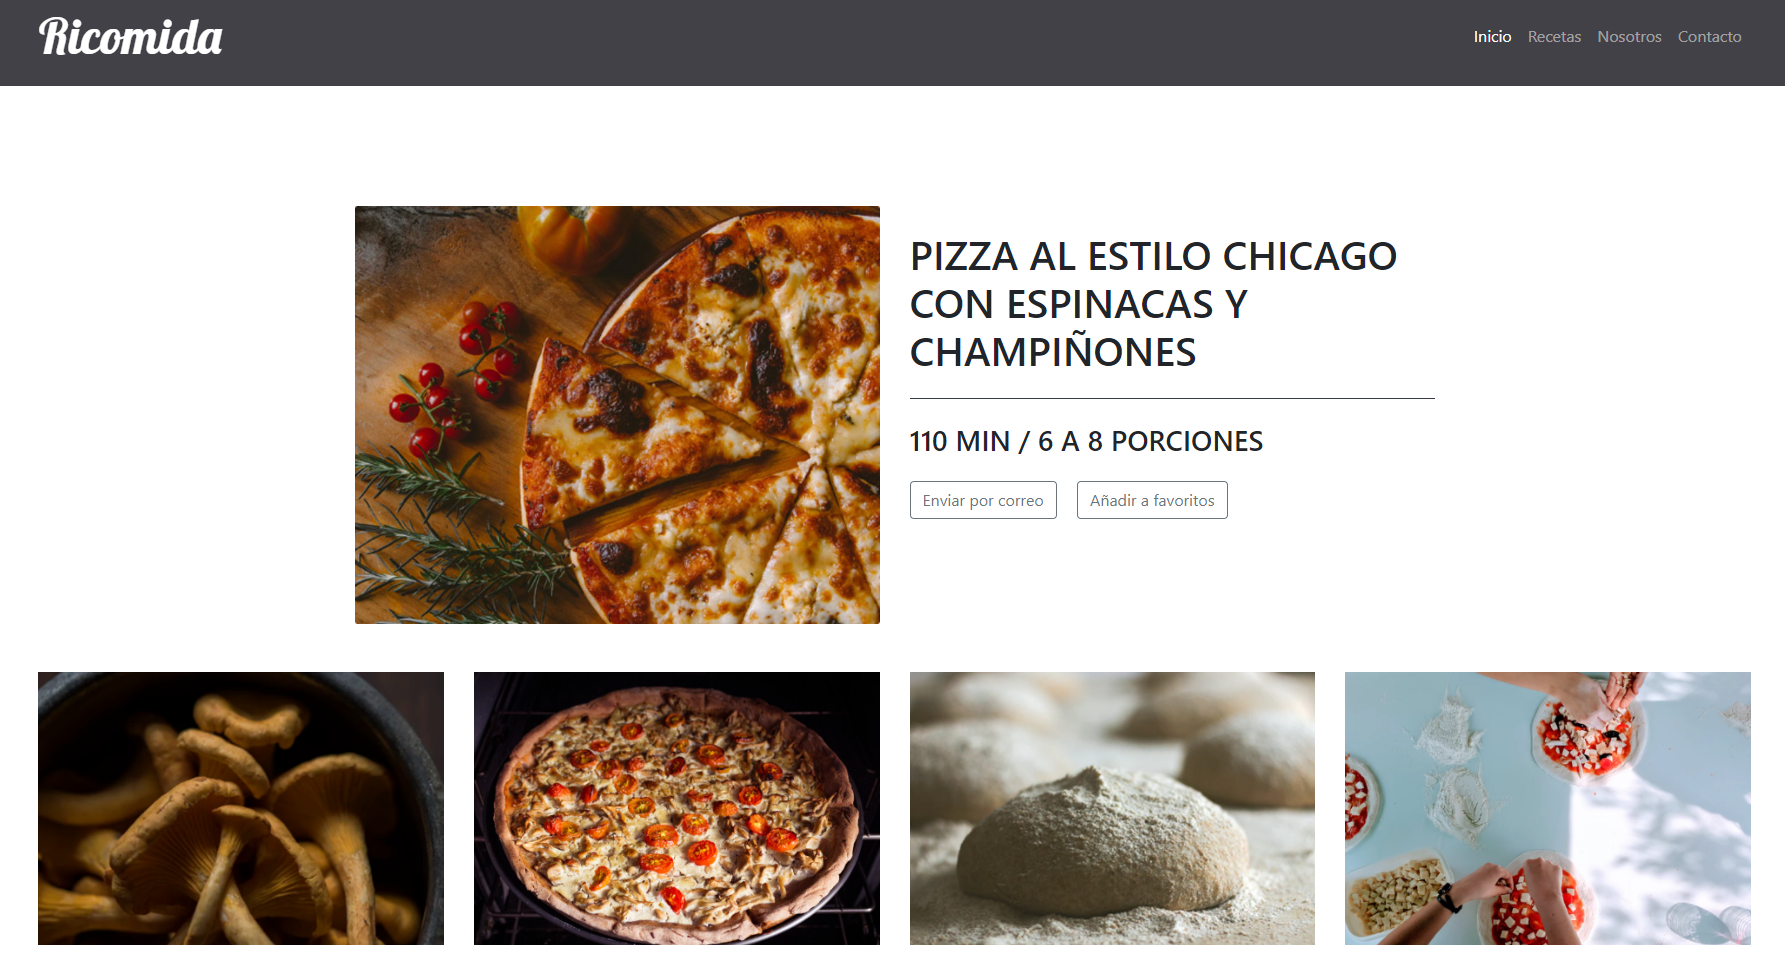 Ricomida
Inicio Recetas Nosotros Contacto
PIZZA AL ESTILO CHICAGO
CON ESPINACAS Y
CHAMPIÑONES
110 MIN / 6 A 8 PORCIONES
Enviar por correo Añadir a favoritos